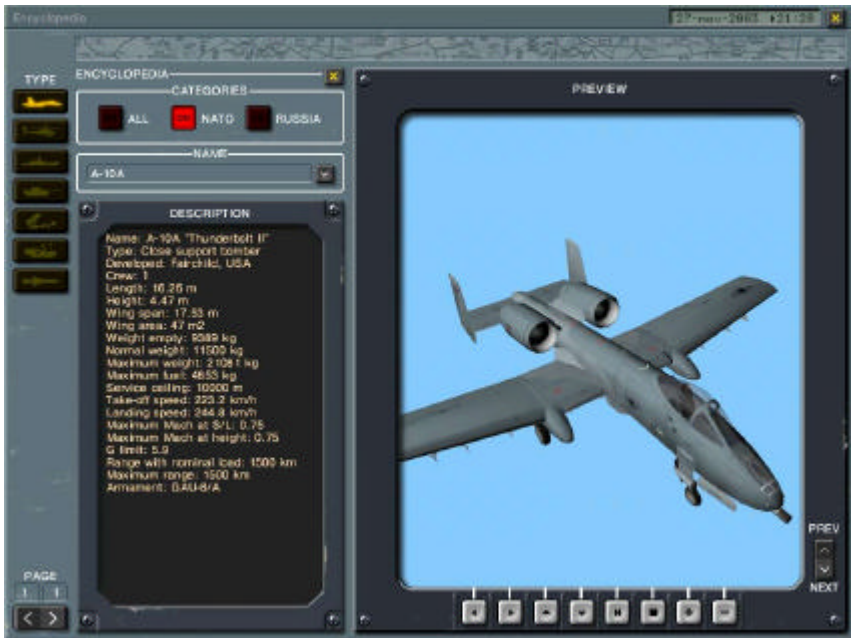 Encyclopedia
27-nov-2003 21:28
ENCYCLOPEDIA
CATEGORIES
TYPE
ALL
NATO
RUSSIA
NAME
A-10A
DESCRIPTION
Name: A-10A "Thunderbolt II"
Type: Close support bomber
Developed: Fairchild, USA
Crew: 1
Length: 16.26 m
Height: 4.47 m
Wing span: 17.53 m
Wing area: 47 m2
Weight empty: 9389 kg
Normal weight: 11500 kg
Maximum weight: 21081 kg
Maximum fuel: 4853 kg
Service ceiling: 10000 m
Take-off speed: 223.2 km/h
Landing speed: 244.8 km/h
Maximum Mach at S/L: 0.75
Maximum Mach at height: 0.75
G limit: 5.9
Range with nominal load: 1500 km
Maximum range: 1500 km
Armament: GAU-8/A
PREVIEW
PREV
NEXT
PAGE
1 1